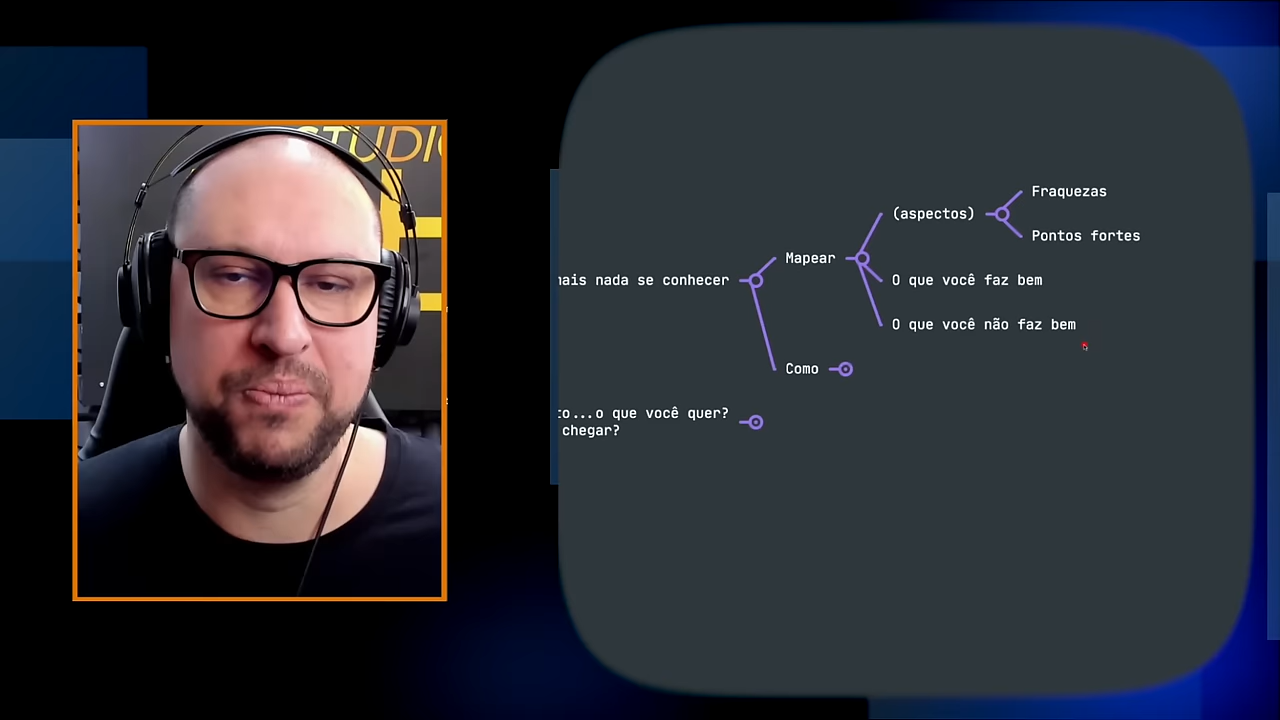 STUDIO
Fraquezas
(aspectos)
Pontos fortes
Mapear
mais nada se conhecer
O que você faz bem
O que você não faz bem
Como
...o que você quer?
chegar?